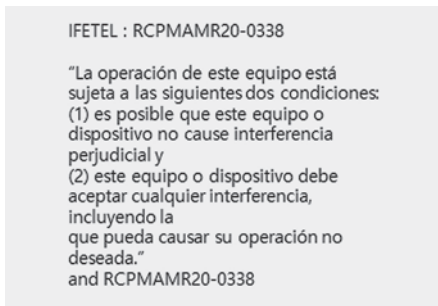 IFETEL : RCPMAMR20-0338
“La operación de este equipo está
sujeta a las siguientes dos condiciones:
(1) es posible que este equipo o
dispositivo no cause interferencia
perjudicial y
(2) este equipo o dispositivo debe
aceptar cualquier interferencia,
incluyendo la
que pueda causar su operación no
deseada.”
and RCPMAMR20-0338